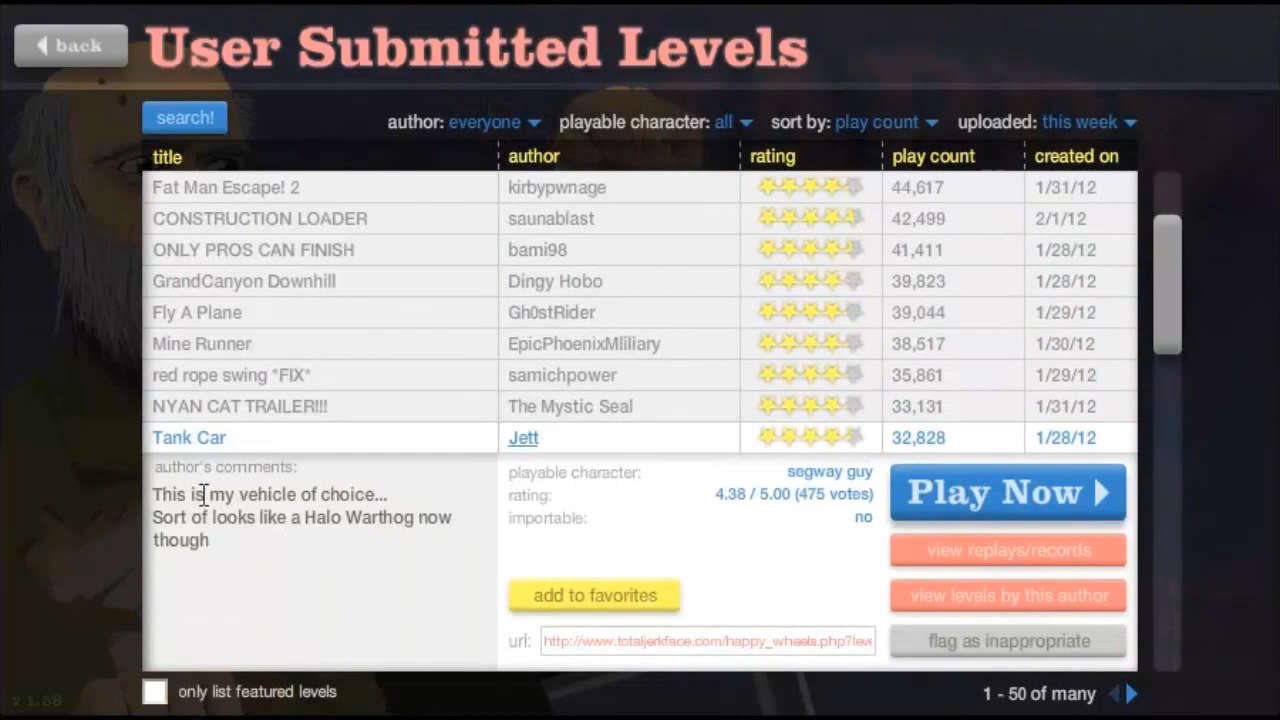 back
User Submitted Levels
search!
author: everyone
playable character: all
sort by: play count
uploaded: this week
title author rating play count created on
Fat Man Escape! 2 kirbypwnage 44,617 1/31/12
CONSTRUCTION LOADER saunablast 42,499 2/1/12
ONLY PROS CAN FINISH bami98 41,411 1/28/12
GrandCanyon Downhill Dingy Hobo 39,823 1/28/12
Fly A Plane Gh0stRider 39,044 1/29/12
Mine Runner EpicPhoenixMliliary 38,517 1/30/12
red rope swing *FIX* samichpower 35,861 1/29/12
NYAN CAT TRAILER!!! The Mystic Seal 33,131 1/31/12
Tank Car Jett 32,828 1/28/12
author's comments:
This is my vehicle of choice...
Sort of looks like a Halo Warthog now
though
playable character: segway guy
rating: 4.38 / 5.00 (475 votes)
importable: no
add to favorites
url: http://www.totaljerkface.com/happy_wheels.php?lev
Play Now
view replays/records
view levels by this author
flag as inappropriate
only list featured levels
1 - 50 of many
v 1.58